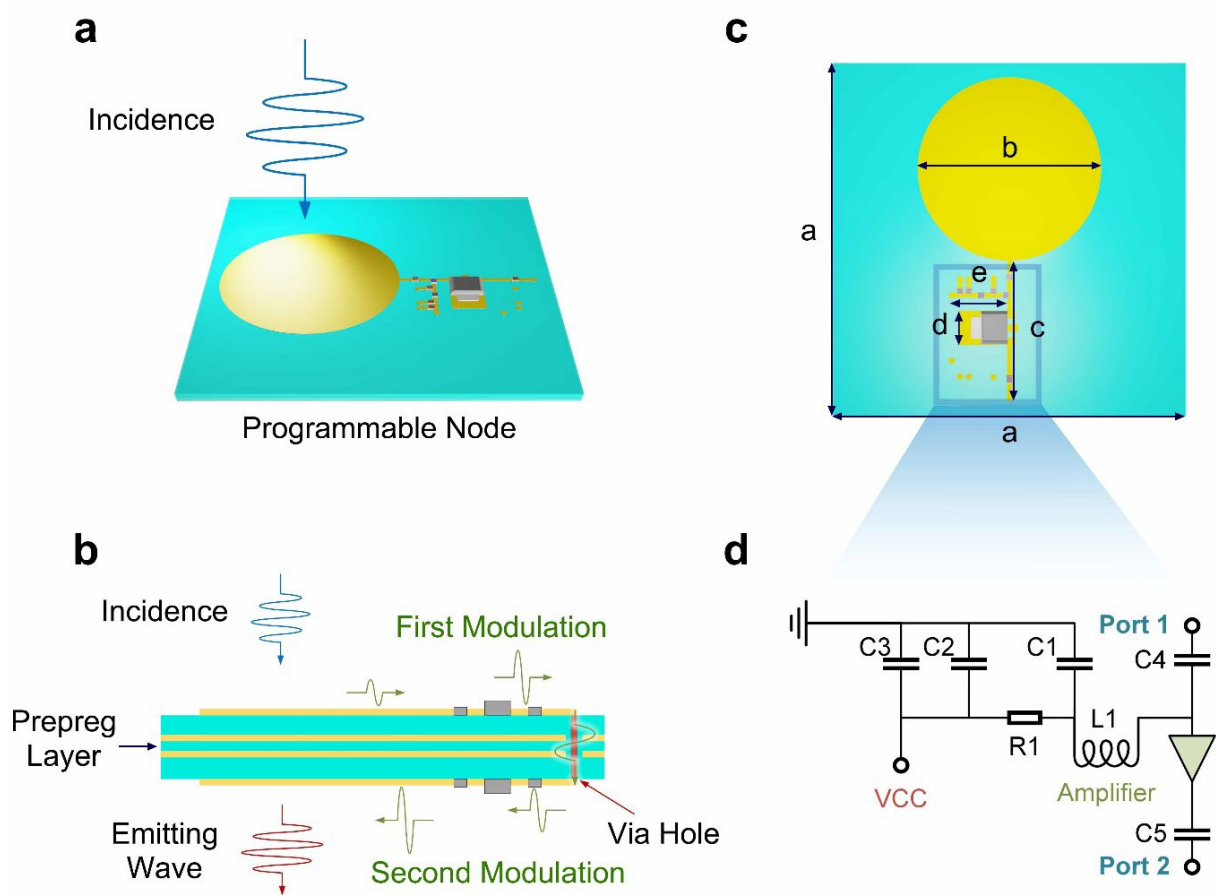 a
Incidence
Programmable Node
b
Incidence
First Modulation
Prepreg
Layer
Emitting
Wave
Second Modulation
Via Hole
c
b
a
e
d
c
a
d
Port 1
C3
C2
C1
C4
R1
L1
VCC
Amplifier
C5
Port 2